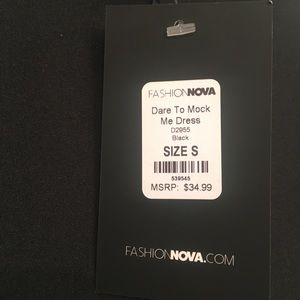 FASHIONNOVA
Dare To Mock
Me Dress
D2955
Black
SIZE S
539545
MSRP: $34.99
FASHIONNOVA.COM